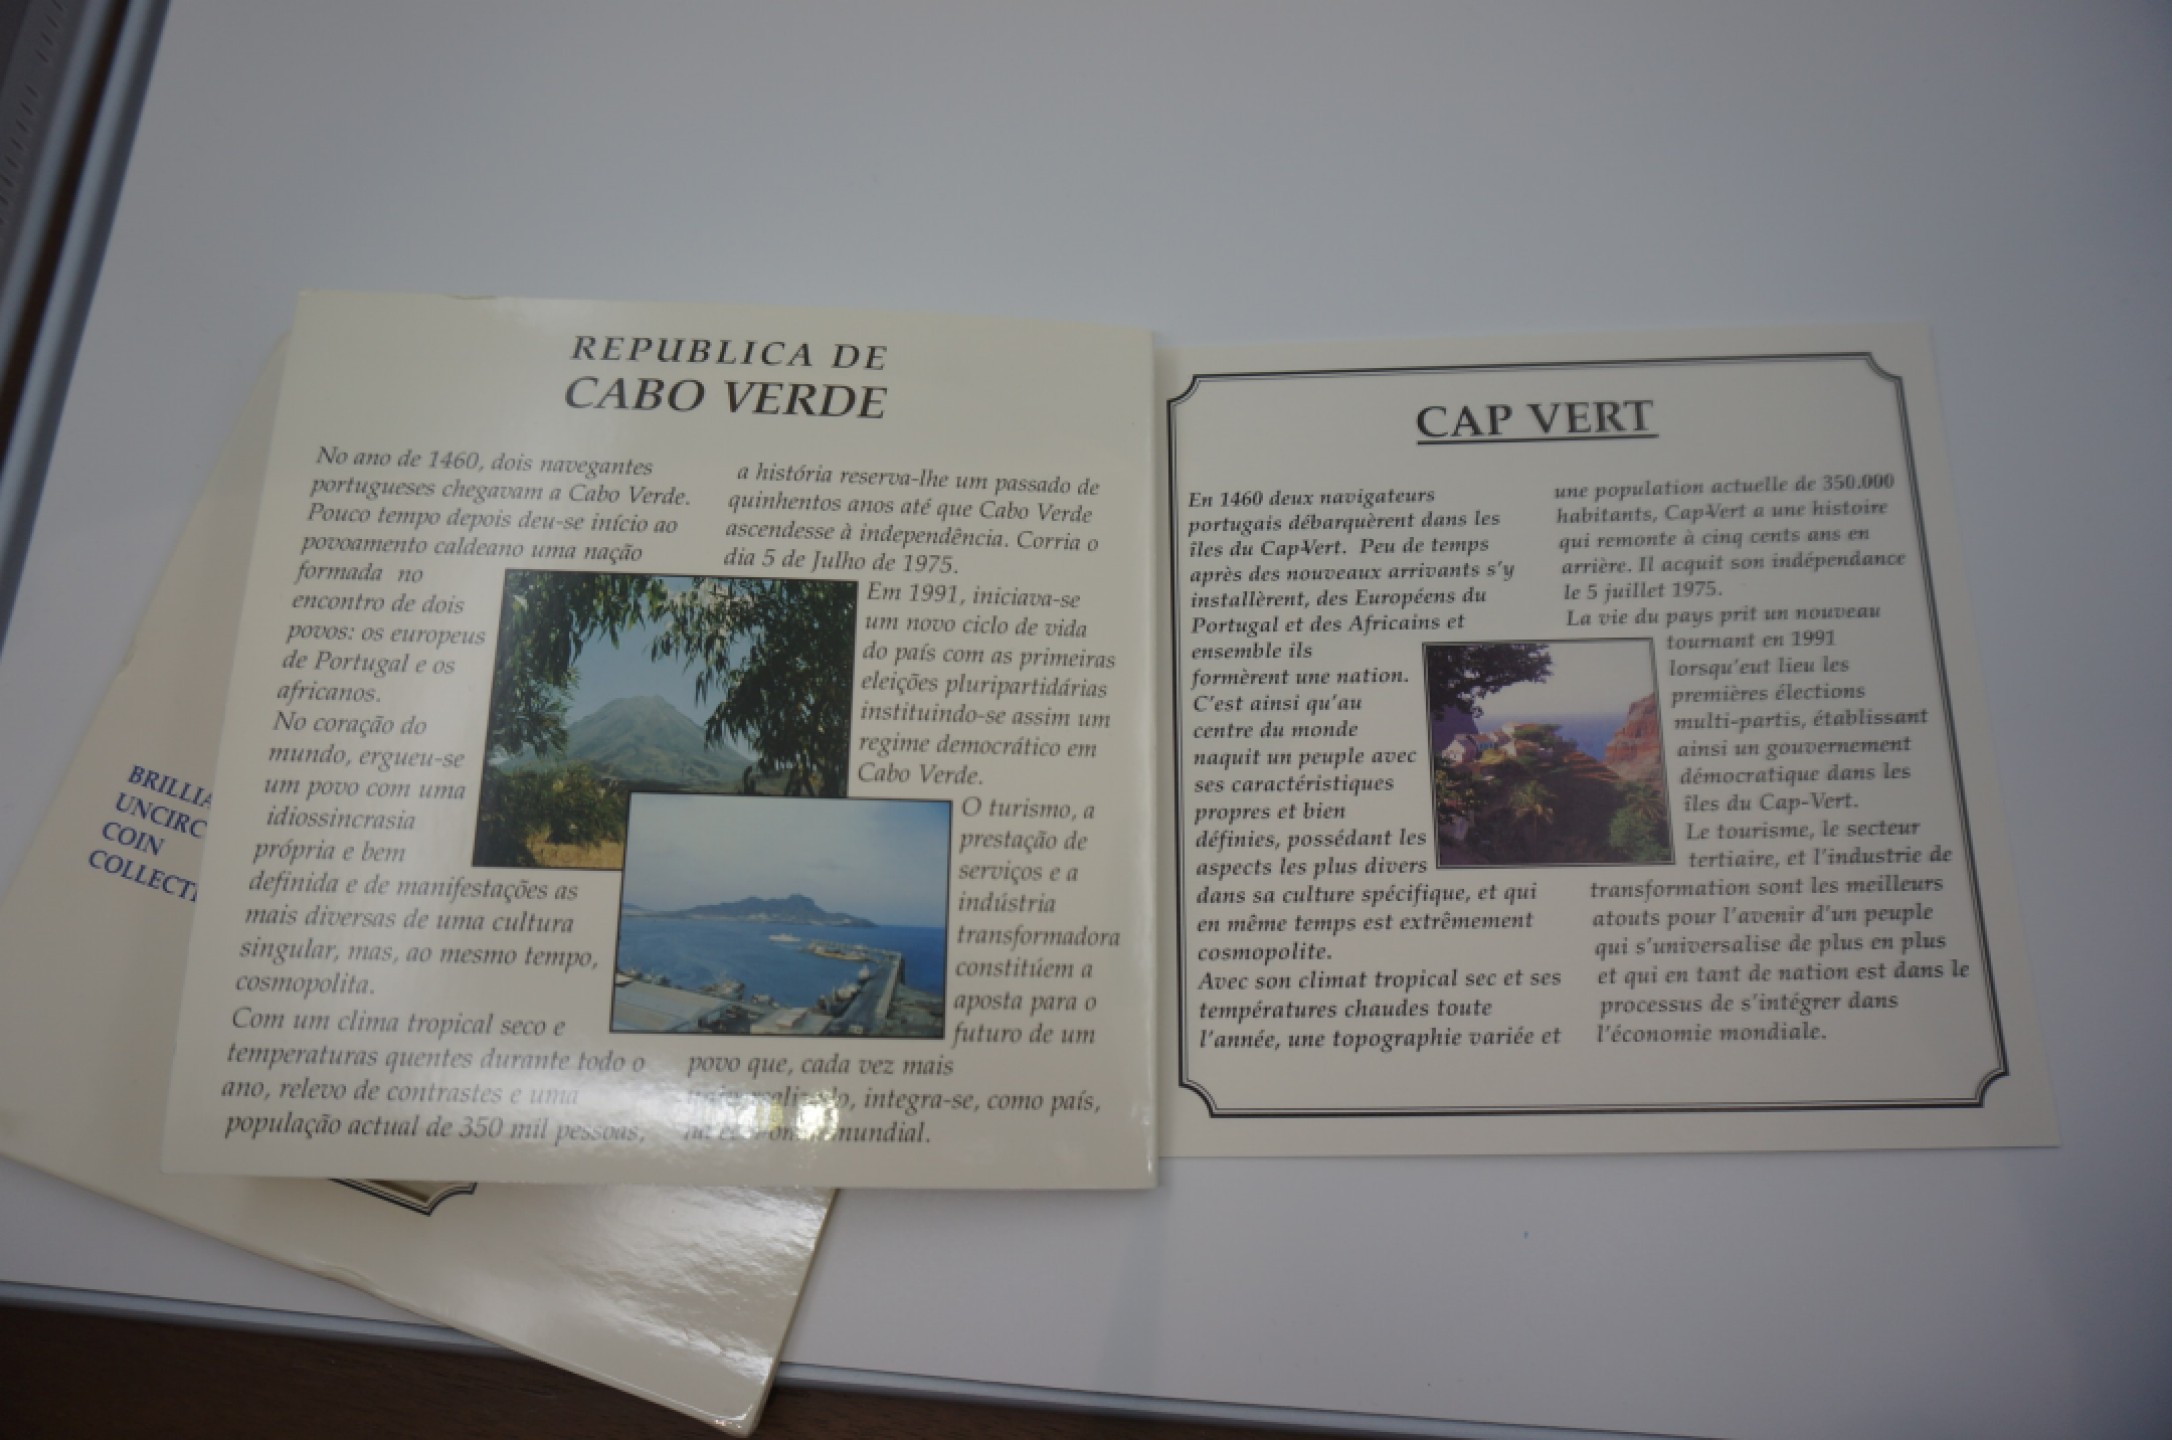 REPUBLICA DE
CABO VERDE
No ano de 1460, dois navegantes
portugueses chegavam a Cabo Verde.
Pouco tempo depois deu-se início ao
povoamento caldeano uma nação
formada no
encontro de dois
povos: os europeus
de Portugal e os
africanos.
No coração do
mundo, ergueu-se
um povo com uma
idiossincrasia
própria e bem
definida e de manifestações as
mais diversas de uma cultura
singular, mas, ao mesmo tempo,
cosmopolita.
Com um clima tropical seco e
temperaturas quentes durante todo o
ano, relevo de contrastes e uma
população actual de 350 mil pessoas,
a história reserva-lhe um passado de
quinhentos anos até que Cabo Verde
ascendesse à independência. Corria o
dia 5 de Julho de 1975.
Em 1991, iniciava-se
um novo ciclo de vida
do país com as primeiras
eleições pluripartidárias
instituindo-se assim um
regime democrático em
Cabo Verde.
O turismo, a
prestação de
serviços e a
indústria
transformadora
constitúem a
aposta para o
futuro de um
povo que, cada vez mais
integra-se, como país,
mundial.
CAP VERT
En 1460 deux navigateurs
portugais débarquèrent dans les
îles du Cap-Vert. Peu de temps
après des nouveaux arrivants s'y
installèrent, des Européens du
Portugal et des Africains et
ensemble ils
formèrent une nation.
C'est ainsi qu'au
centre du monde
naquit un peuple avec
ses caractéristiques
propres et bien
définies, possédant les
aspects les plus divers
dans sa culture spécifique, et qui
en même temps est extrêmement
cosmopolite.
Avec son climat tropical sec et ses
températures chaudes toute
l'année, une topographie variée et
une population actuelle de 350.000
habitants, Cap-Vert a une histoire
qui remonte à cinq cents ans en
arrière. Il acquit son indépendance
le 5 juillet 1975.
La vie du pays prit un nouveau
tournant en 1991
lorsqu'eut lieu les
premières élections
multi-partis, établissant
ainsi un gouvernement
démocratique dans les
îles du Cap-Vert.
Le tourisme, le secteur
tertiaire, et l'industrie de
transformation sont les meilleurs
atouts pour l'avenir d'un peuple
qui s'universalise de plus en plus
et qui en tant de nation est dans le
processus de s'intégrer dans
l'économie mondiale.
BRILLIA
UNCIRC
COIN
COLLECTI